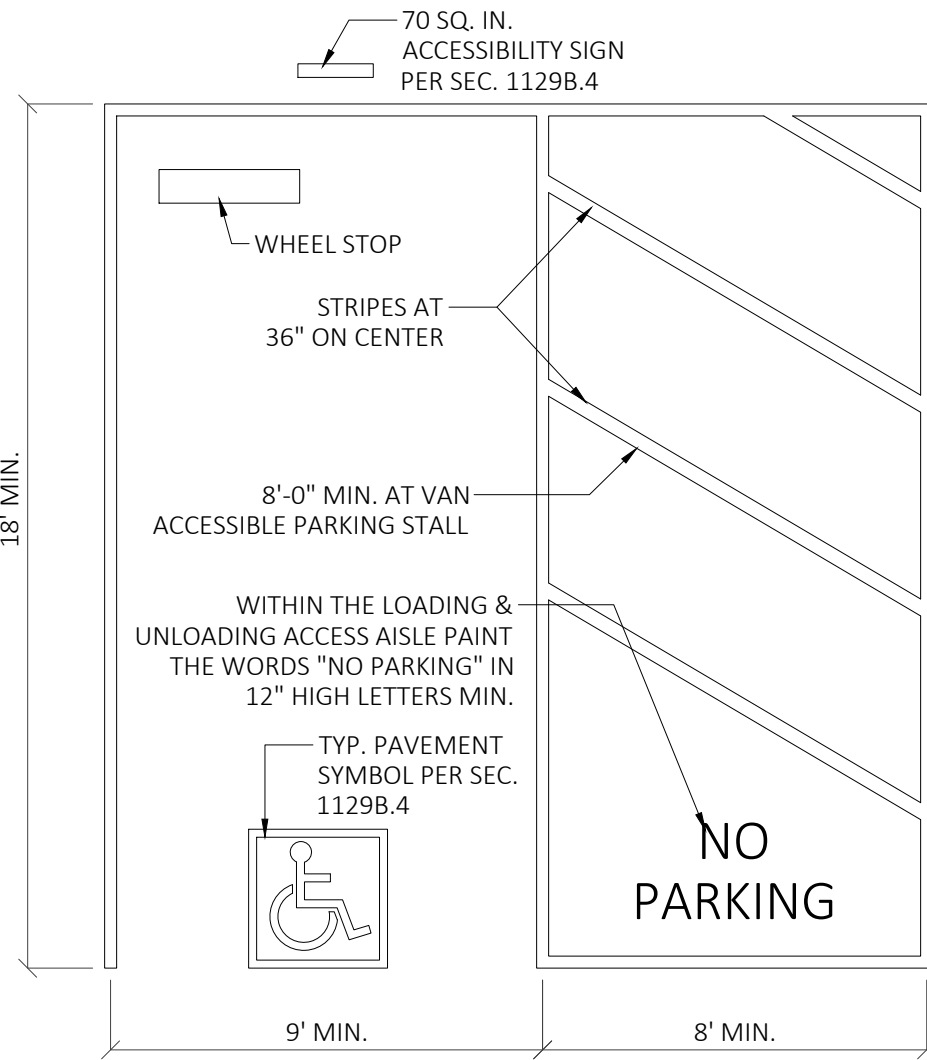 70 SQ. IN.
ACCESSIBILITY SIGN
PER SEC. 1129B.4
WHEEL STOP
STRIPES AT
36" ON CENTER
18' MIN.
8'-0" MIN. AT VAN
ACCESSIBLE PARKING STALL
WITHIN THE LOADING &
UNLOADING ACCESS AISLE PAINT
THE WORDS "NO PARKING" IN
12" HIGH LETTERS MIN.
TYP. PAVEMENT
SYMBOL PER SEC.
1129B.4
NO
PARKING
9' MIN.
8' MIN.